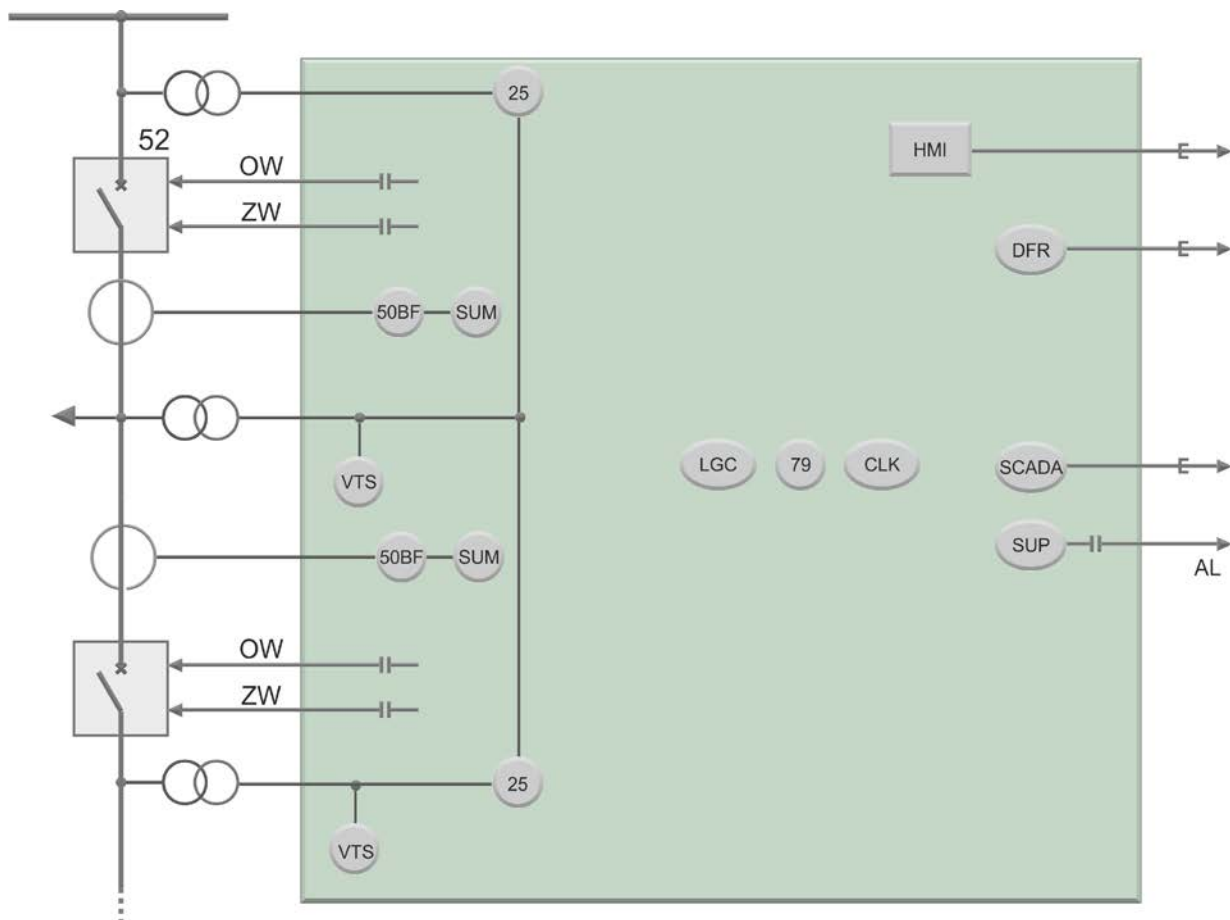 25
52
OW
HMI
ZW
DFR
50BF
SUM
VTS
LGC
79
CLK
SCADA
50BF
SUM
SUP
AL
OW
ZW
25
VTS